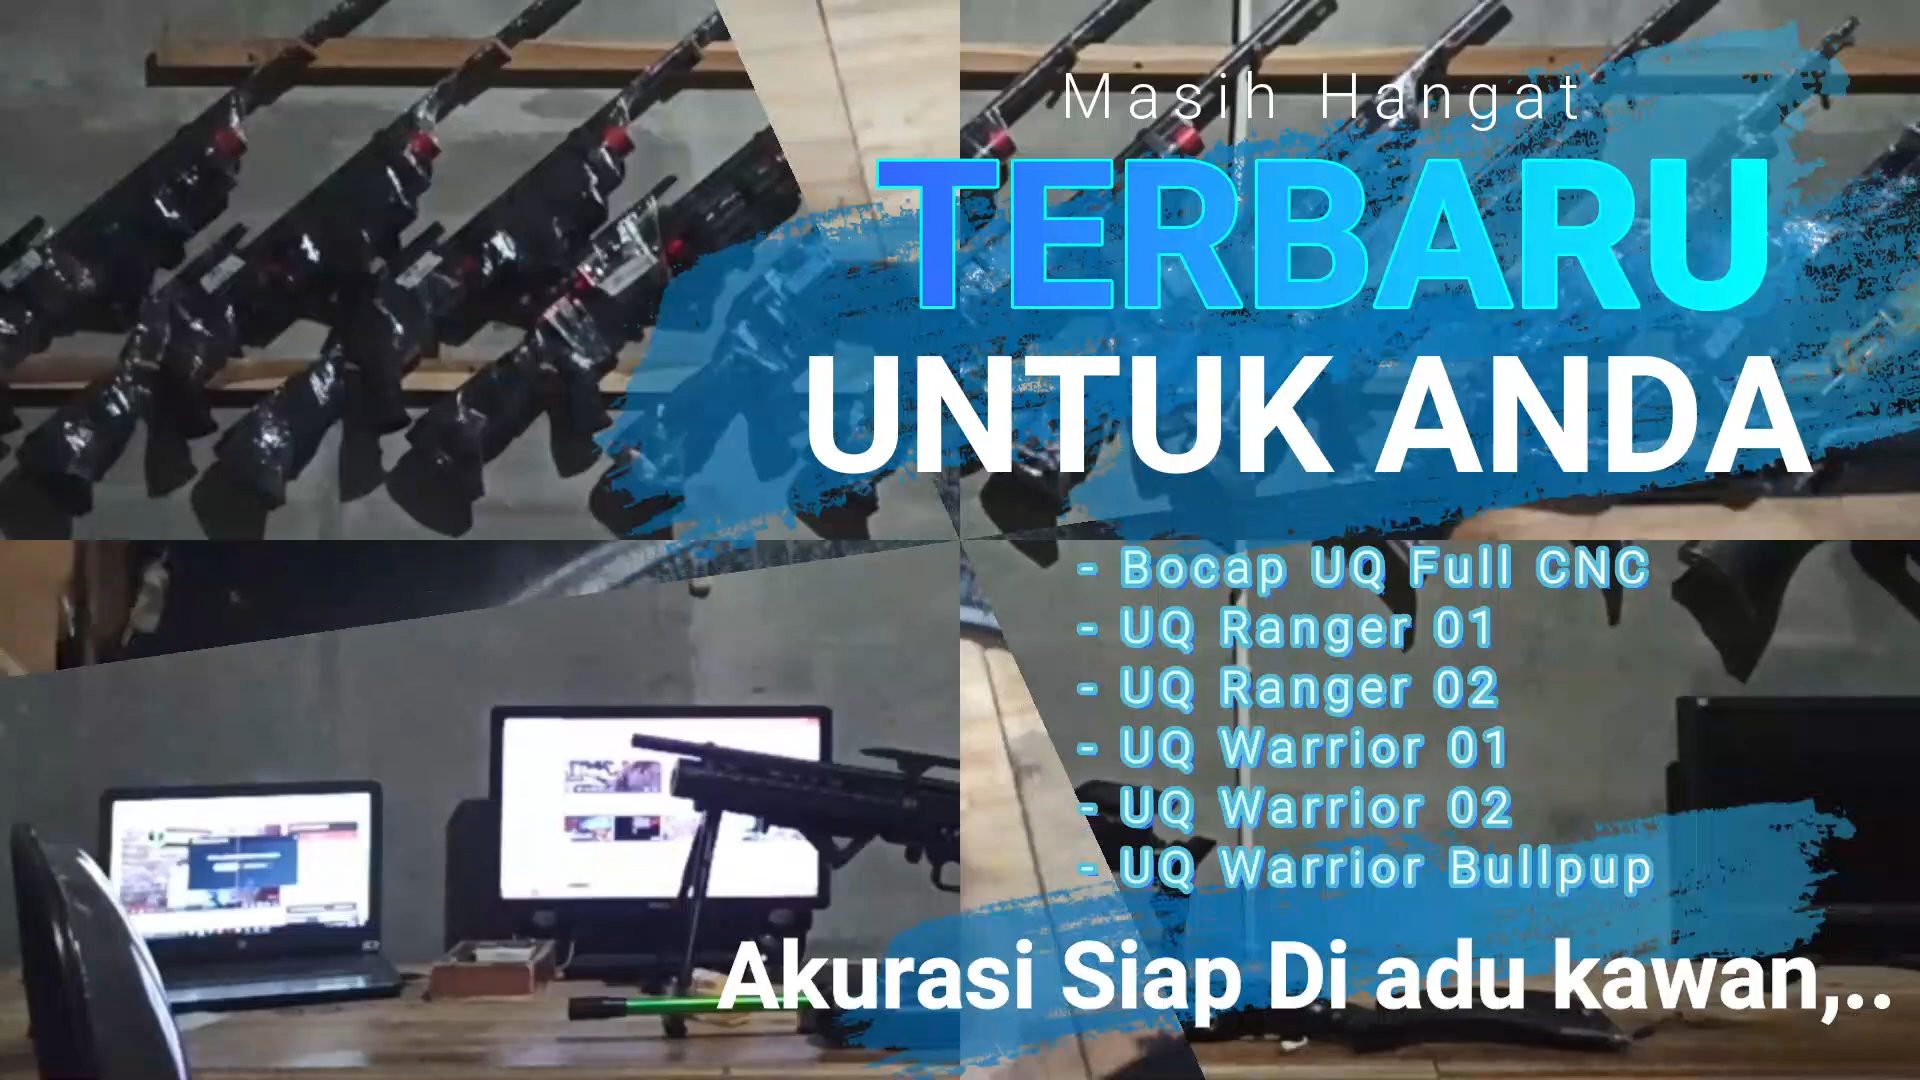 Masih Hangat
TERBARU
UNTUK ANDA
- Bocap UQ Full CNC
- UQ Ranger 01
- UQ Ranger 02
- UQ Warrior 01
- UQ Warrior 02
- UQ Warrior Bullpup
Akurasi Siap Di adu kawan,..